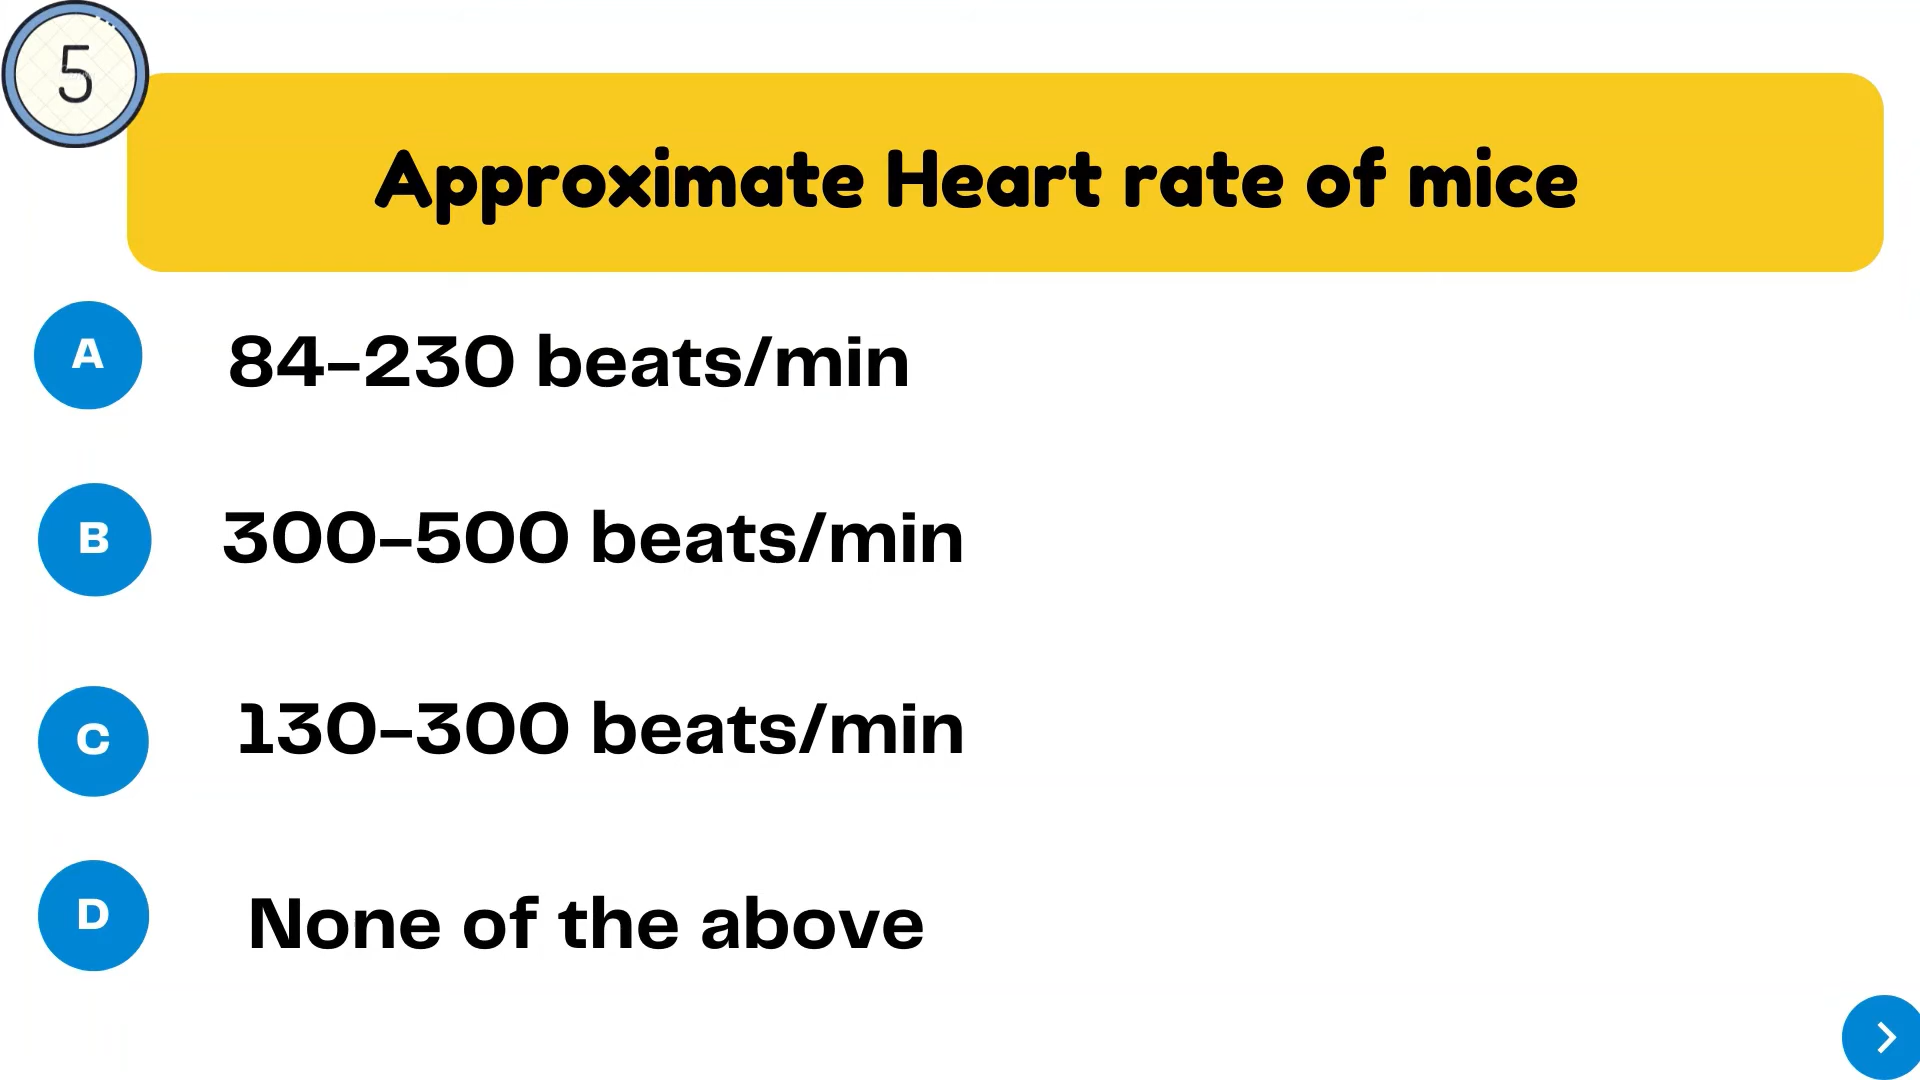 5
Approximate Heart rate of mice
A
84-230 beats/min
B
300-500 beats/min
C
130-300 beats/min
D
None of the above